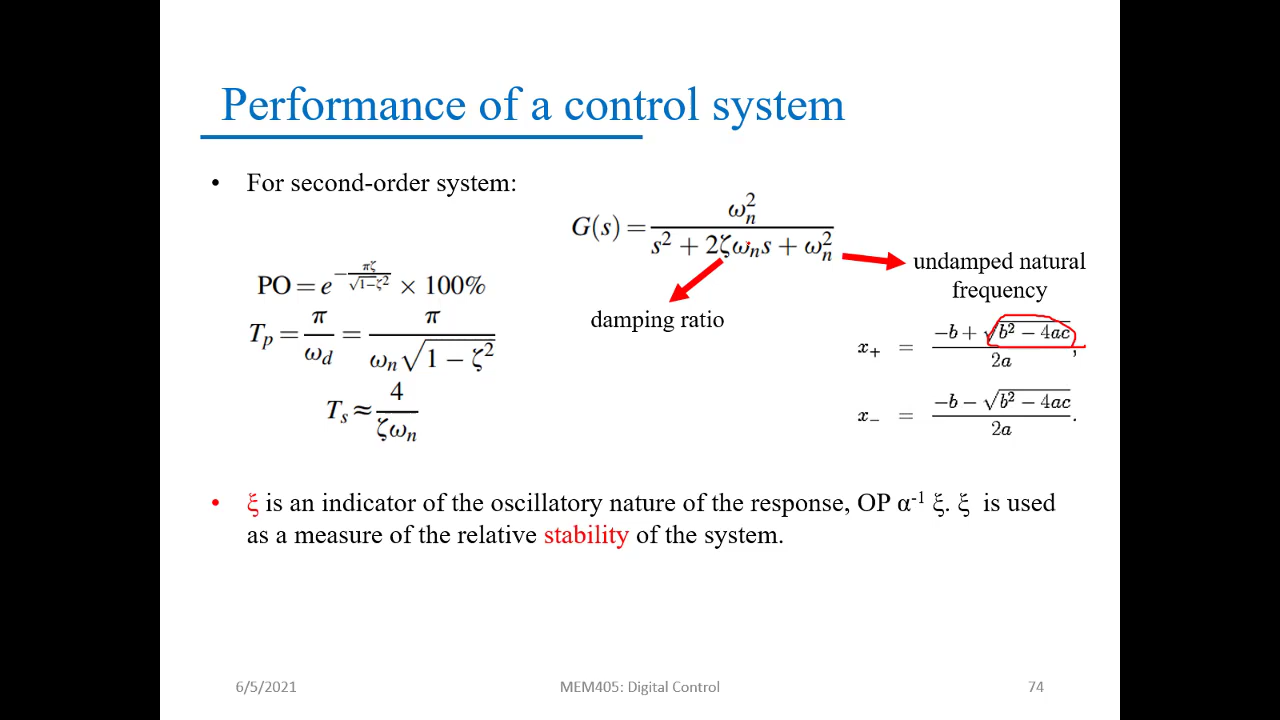 Performance of a control system
• For second-order system:
G(s) = ω_n^2 / (s^2 + 2ζω_n s + ω_n^2)
undamped natural
frequency
damping ratio
PO = e^{-πζ/√(1−ζ^2)} × 100%
T_p = π/ω_d = π/(ω_n√(1 − ζ^2))
T_s ≈ 4/(ζω_n)
x_+ = (−b + √(b^2 − 4ac))/(2a),
x_− = (−b − √(b^2 − 4ac))/(2a).
• ξ is an indicator of the oscillatory nature of the response, OP α^-1 ξ. ξ is used
as a measure of the relative stability of the system.
6/5/2021
MEM405: Digital Control
74